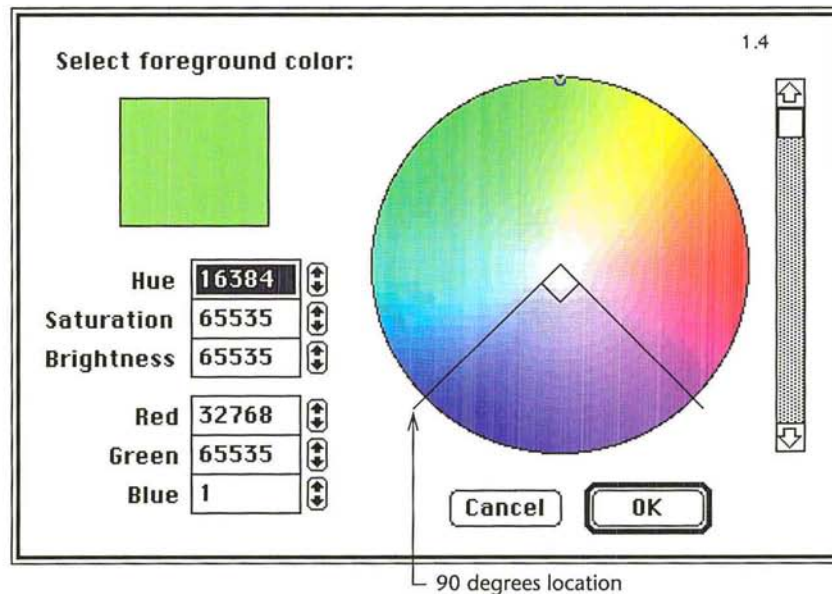 1.4
Select foreground color:
Hue 16384
Saturation 65535
Brightness 65535
Red 32768
Green 65535
Blue 1
Cancel OK
90 degrees location